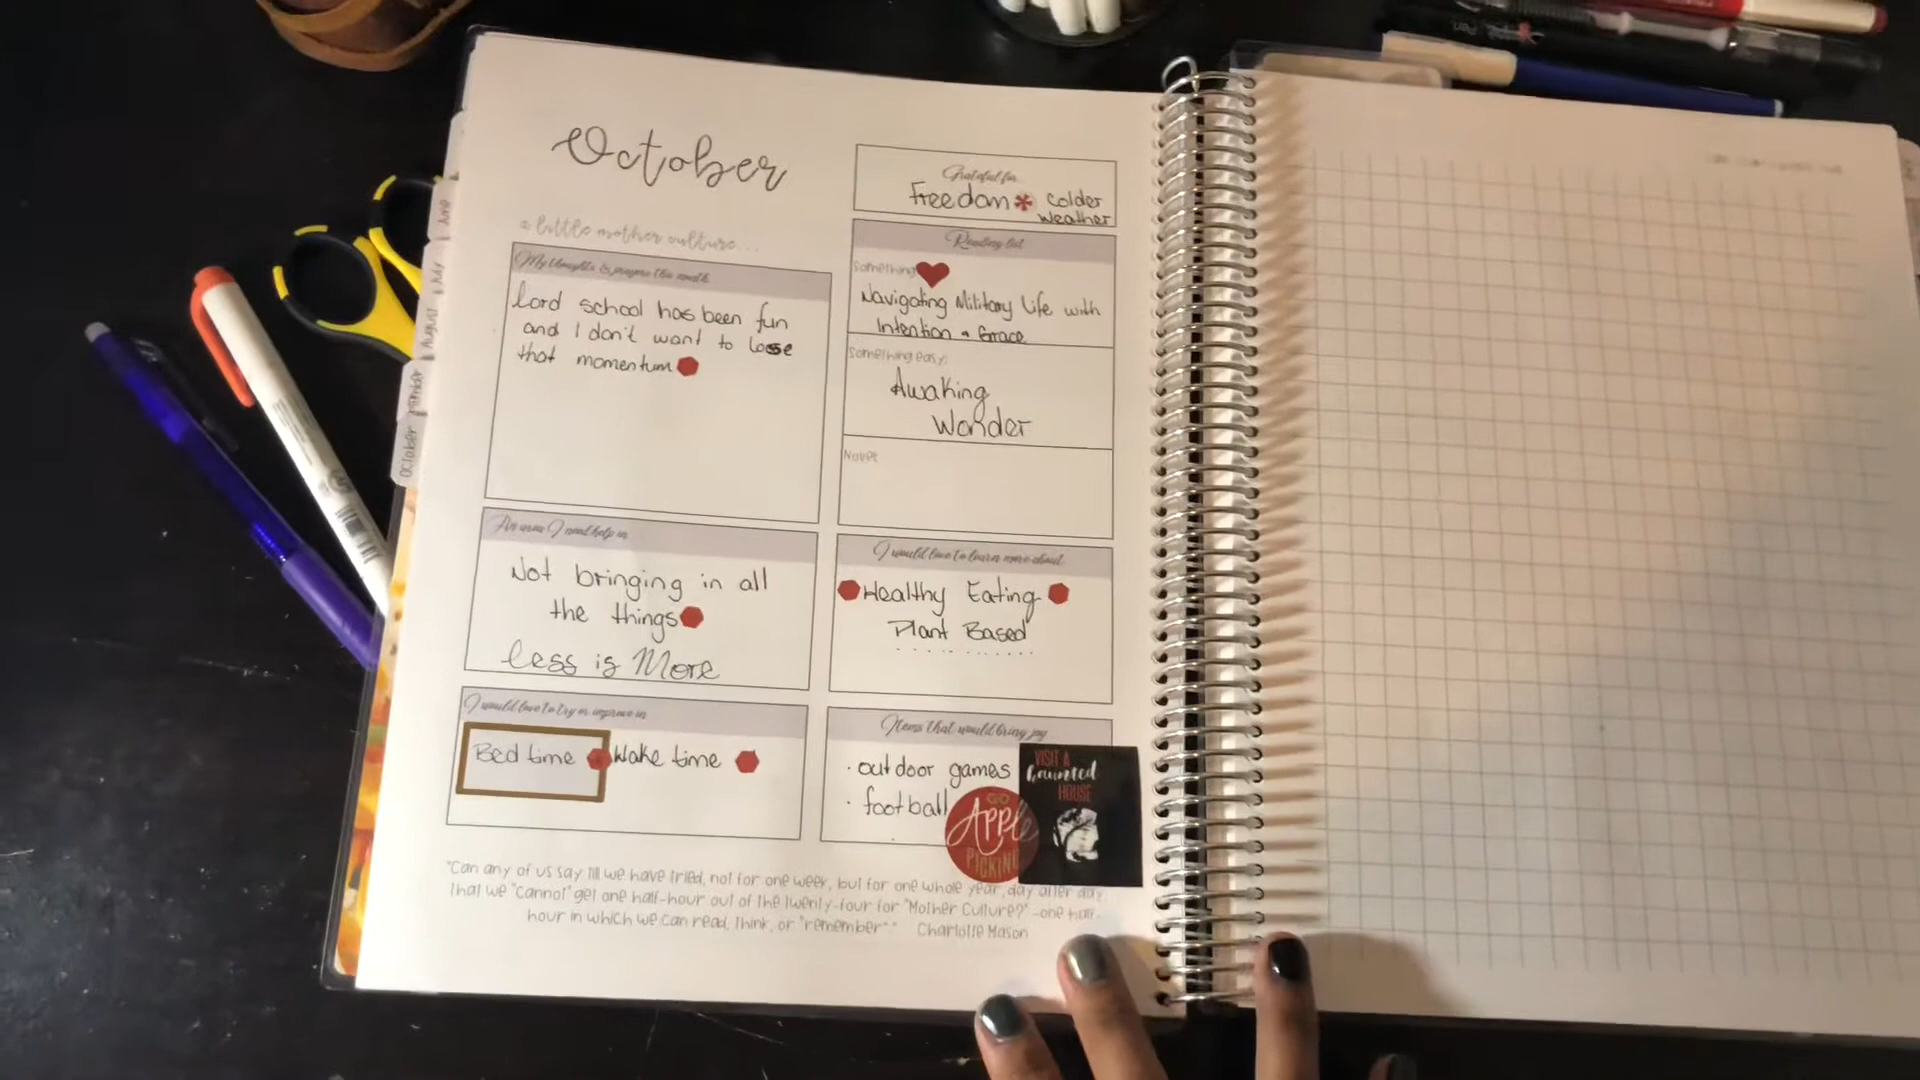 October
a little mother culture...
My thoughts & prayers this month
Lord school has been fun
and I don't want to loose
that momentum
An area I need help in
Not bringing in all
the things
Less is More
I would love to try or improve in
Bed time Wake time
Grateful for
Freedom * Colder
Weather
Reading list
Something
Navigating Military Life with
Intention & Grace
Something easy:
Awaking
Wonder
Novel
I would love to learn more about
Healthy Eating
Plant Based
Items that would bring joy
· outdoor games
· football
VISIT A
haunted
HOUSE
GO
Apple
PICKIN
"Can any of us say till we have tried, not for one week, but for one whole year, day after day,
That we "cannot" get one half-hour out of the twenty-four for "Mother Culture?" -one half-
hour in which we can read, think, or "remember""  Charlotte Mason
June
July
August
October